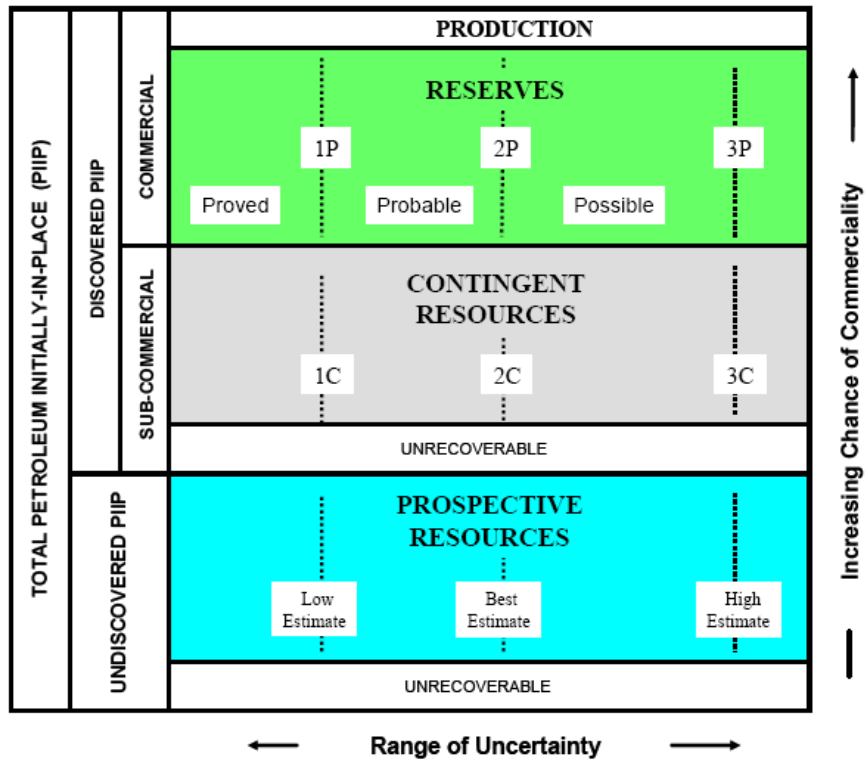 TOTAL PETROLEUM INITIALLY-IN-PLACE (PIIP)
DISCOVERED PIIP
UNDISCOVERED PIIP
COMMERCIAL
SUB-COMMERCIAL
PRODUCTION
RESERVES
1P
2P
3P
Proved
Probable
Possible
CONTINGENT
RESOURCES
1C
2C
3C
UNRECOVERABLE
PROSPECTIVE
RESOURCES
Low
Estimate
Best
Estimate
High
Estimate
UNRECOVERABLE
Increasing Chance of Commerciality
Range of Uncertainty